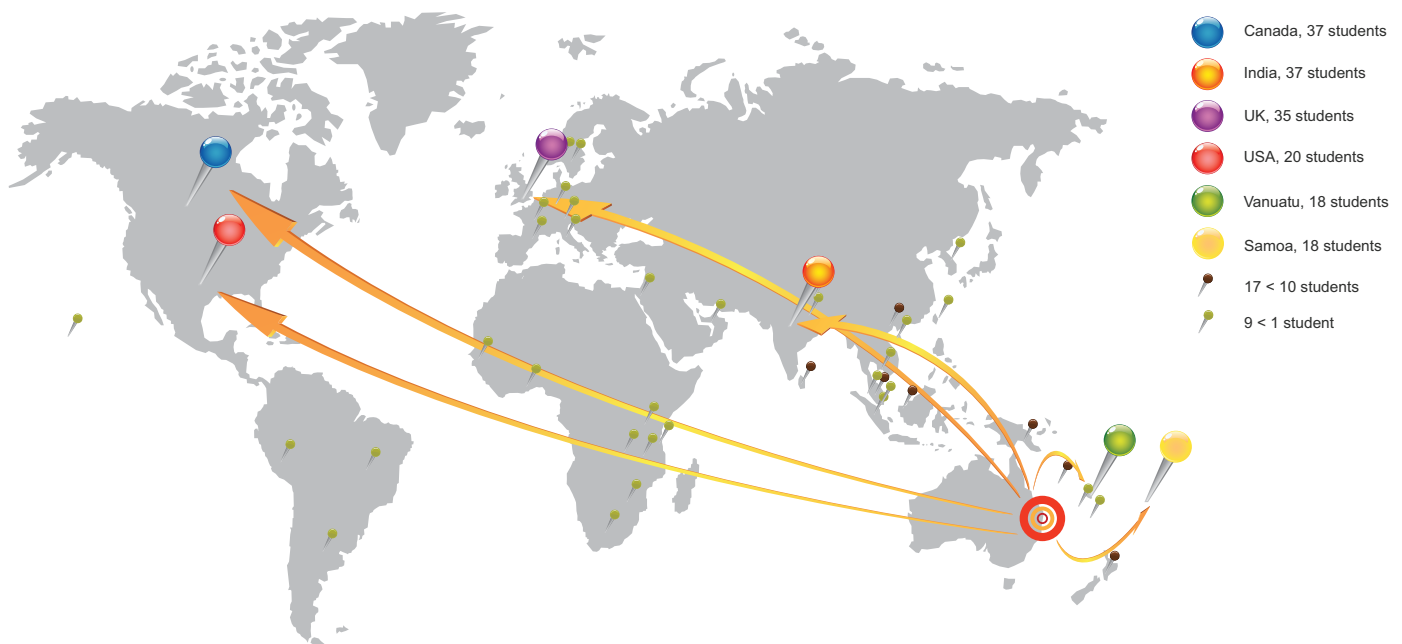 Canada, 37 students
India, 37 students
UK, 35 students
USA, 20 students
Vanuatu, 18 students
Samoa, 18 students
17 < 10 students
9 < 1 student